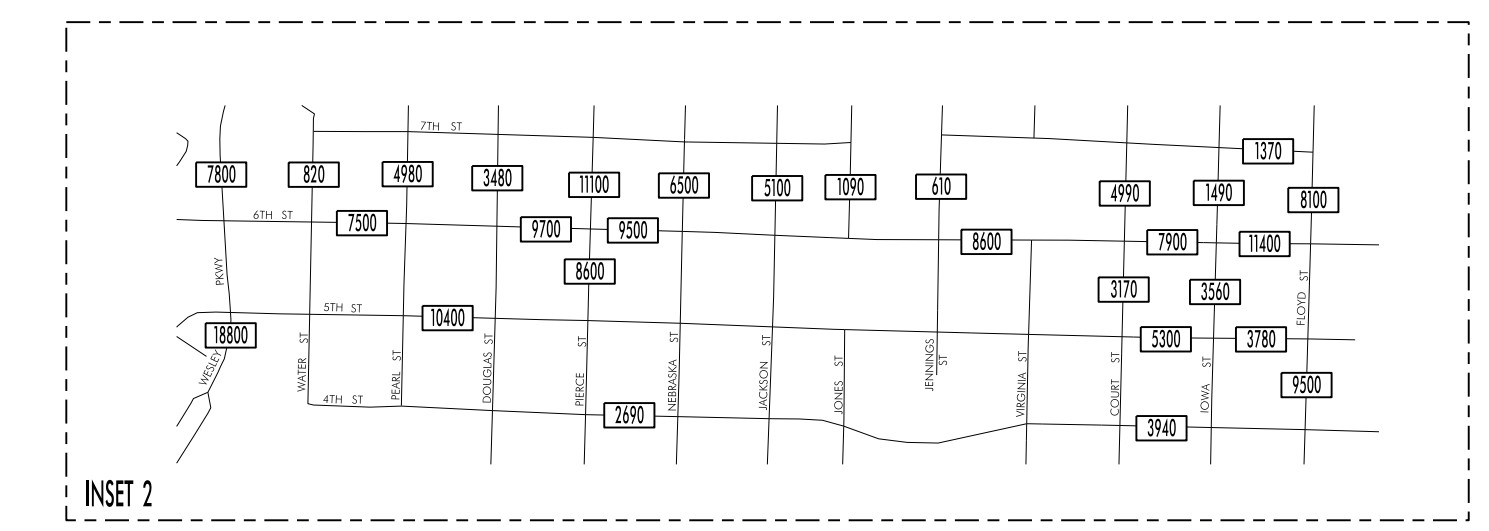 7TH ST
1370
7800
820
4980
3480
11100
6500
5100
1090
610
4990
1490
8100
6TH ST
7500
9700
9500
8600
7900
11400
8600
PKWY
3170
3560
FLOYD ST
5TH ST
10400
18800
5300
3780
WESLEY
WATER ST
PEARL ST
DOUGLAS ST
PIERCE ST
NEBRASKA ST
JACKSON ST
JONES ST
JENNINGS ST
VIRGINIA ST
COURT ST
IOWA ST
9500
4TH ST
2690
3940
INSET 2